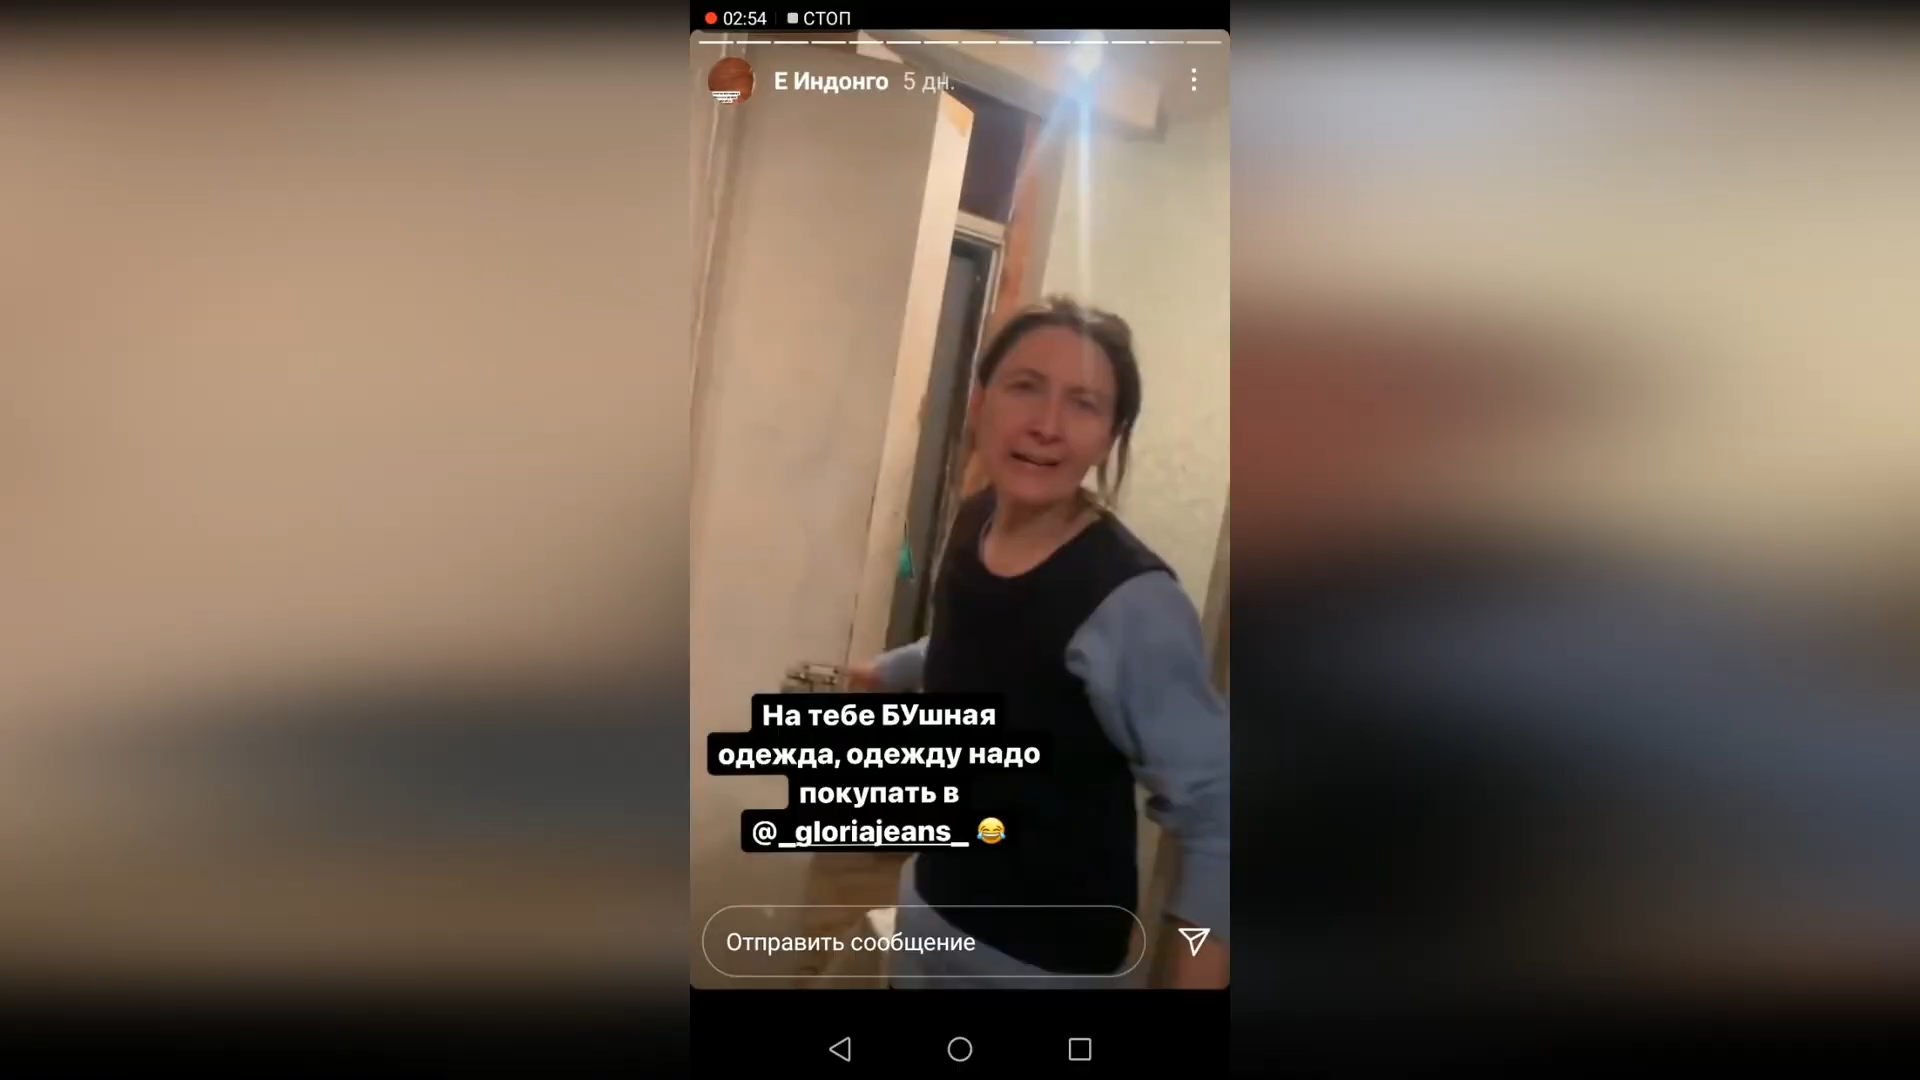 02:54 СТОП
Е Индонго 5 дн.
На тебе БУшная
одежда, одежду надо
покупать в
@_gloriajeans_ 😂
Отправить сообщение